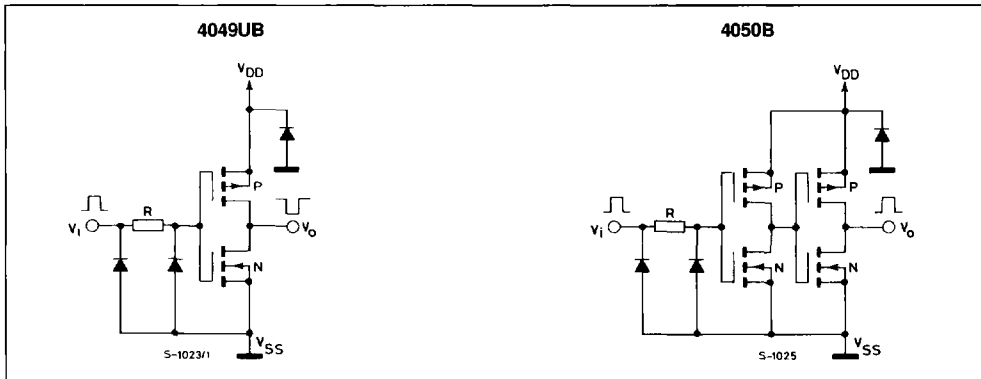 4049UB
VDD
P
R
Vi
Vo
N
VSS
S-1023/1
4050B
VDD
P
P
R
Vi
Vo
N
N
VSS
S-1025